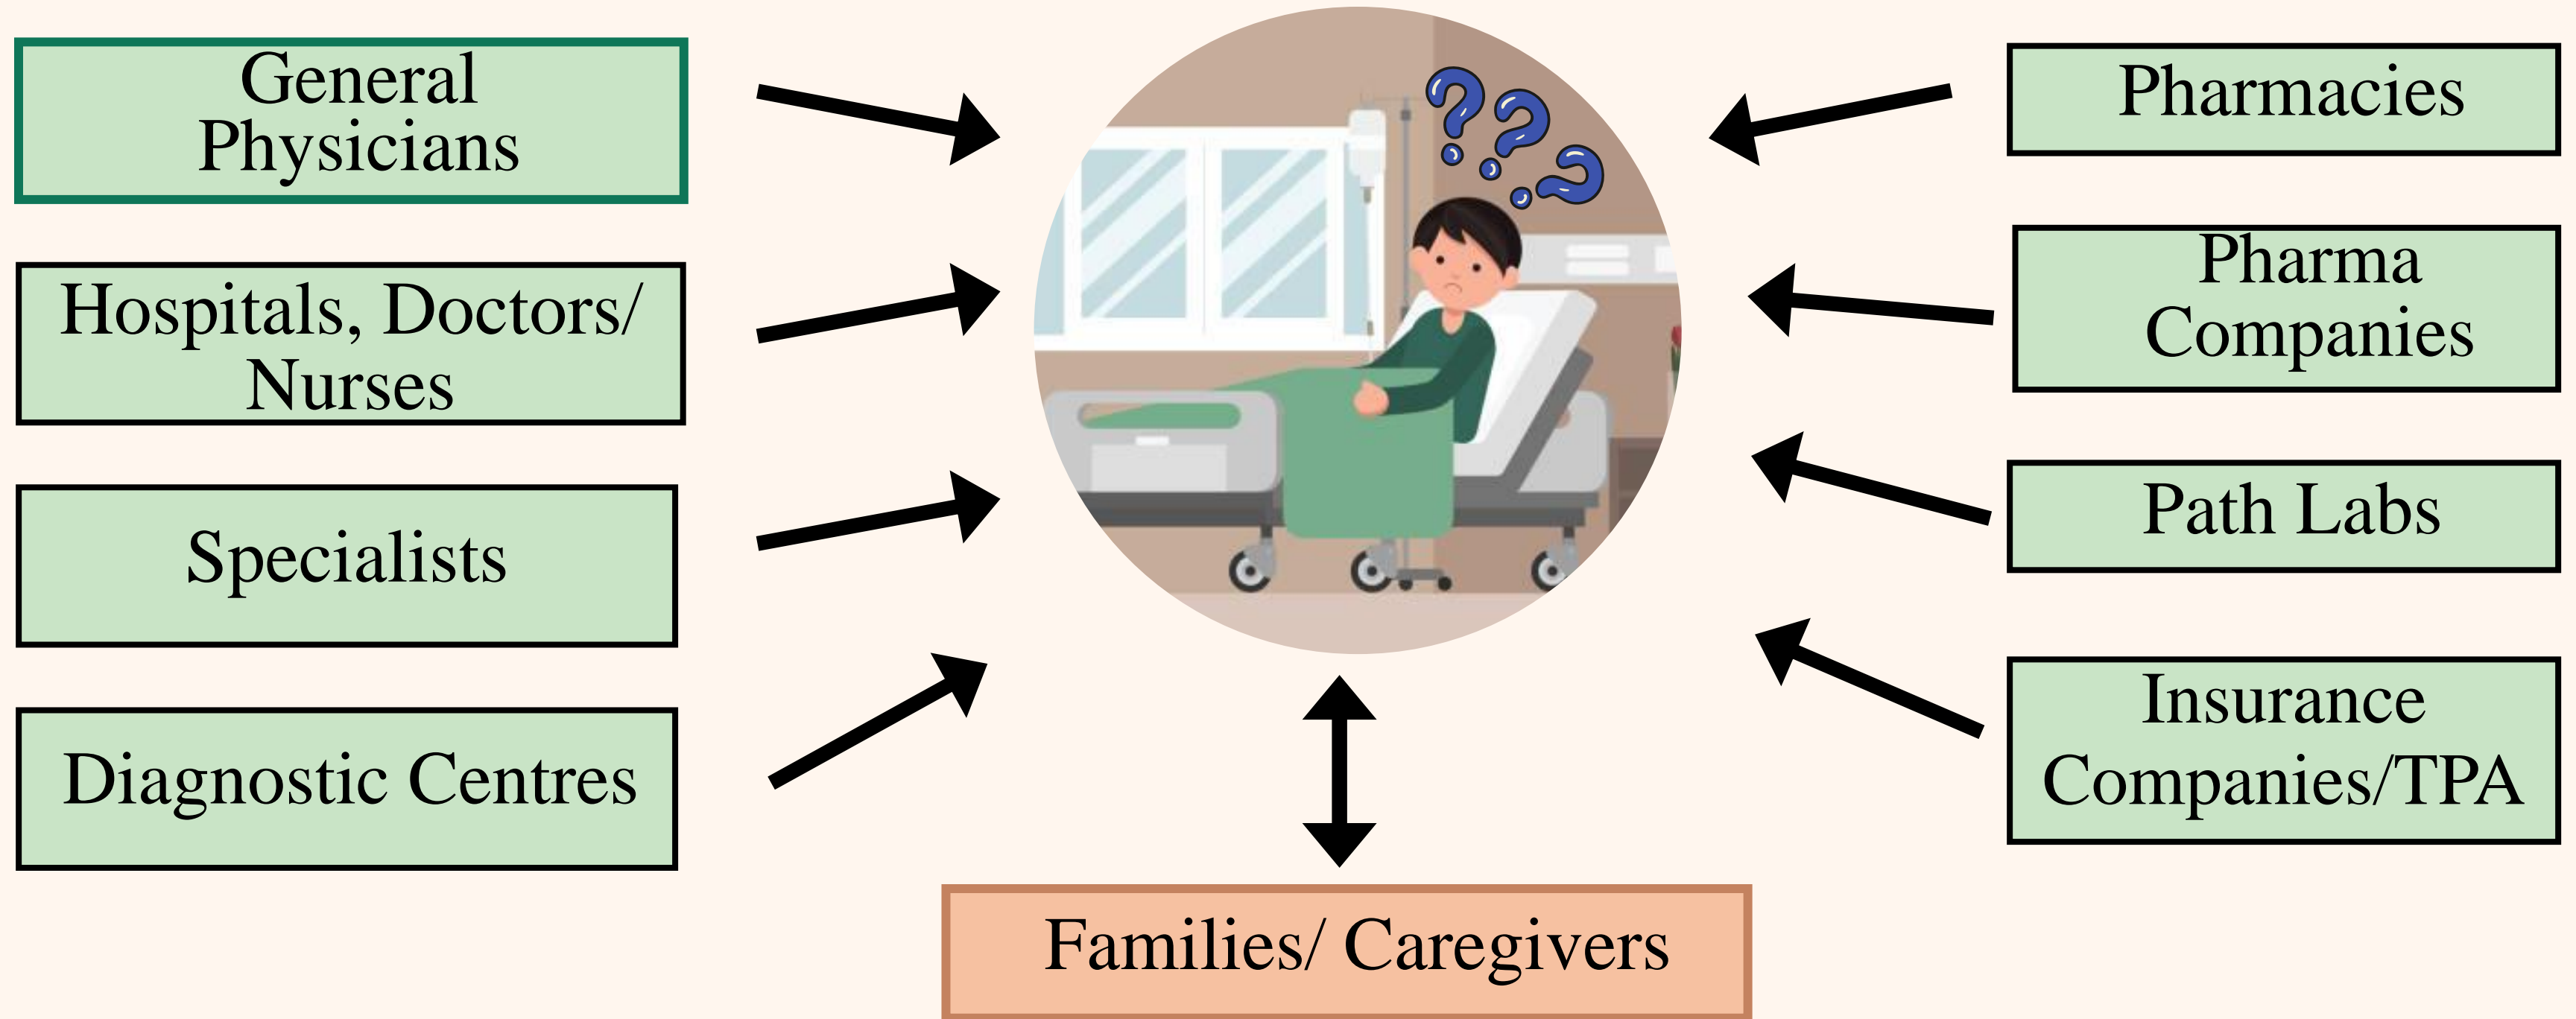 General
Physicians
Hospitals, Doctors/
Nurses
Specialists
Diagnostic Centres
???
Pharmacies
Pharma
Companies
Path Labs
Insurance
Companies/TPA
Families/ Caregivers